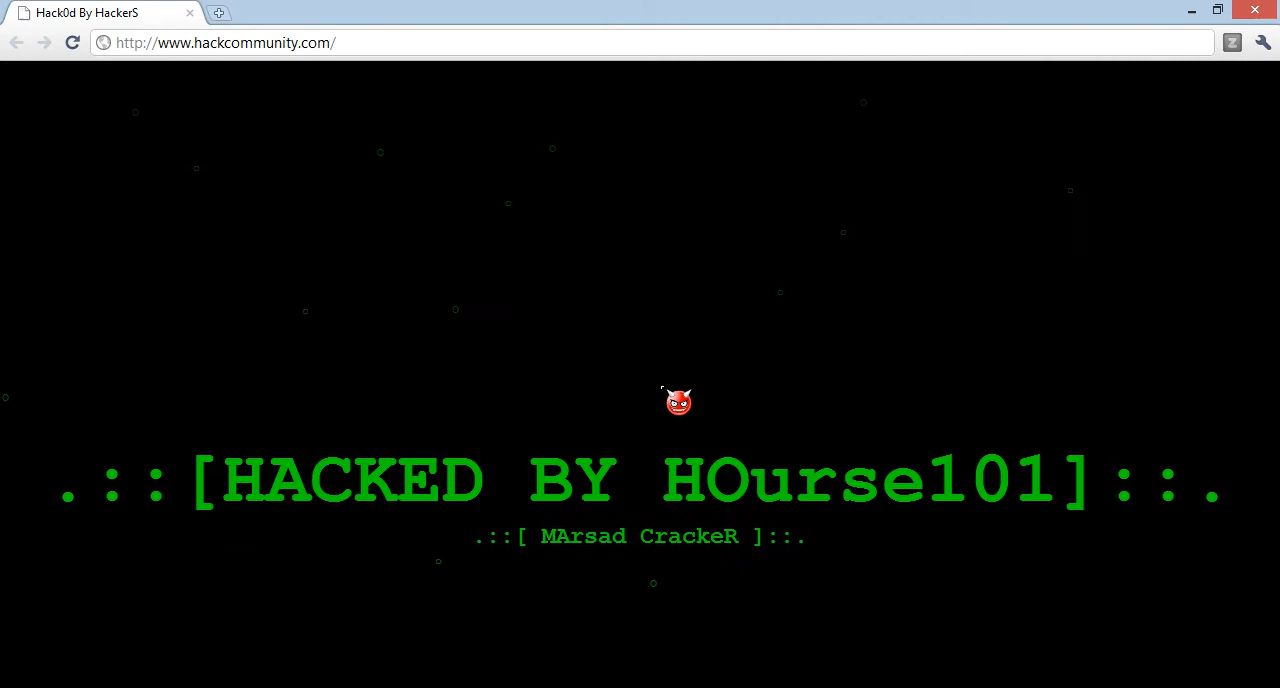 Hack0d By HackerS
http://www.hackcommunity.com/
Z
.::[HACKED BY HOurse101]::.
.::[ MArsad CrackeR ]::.